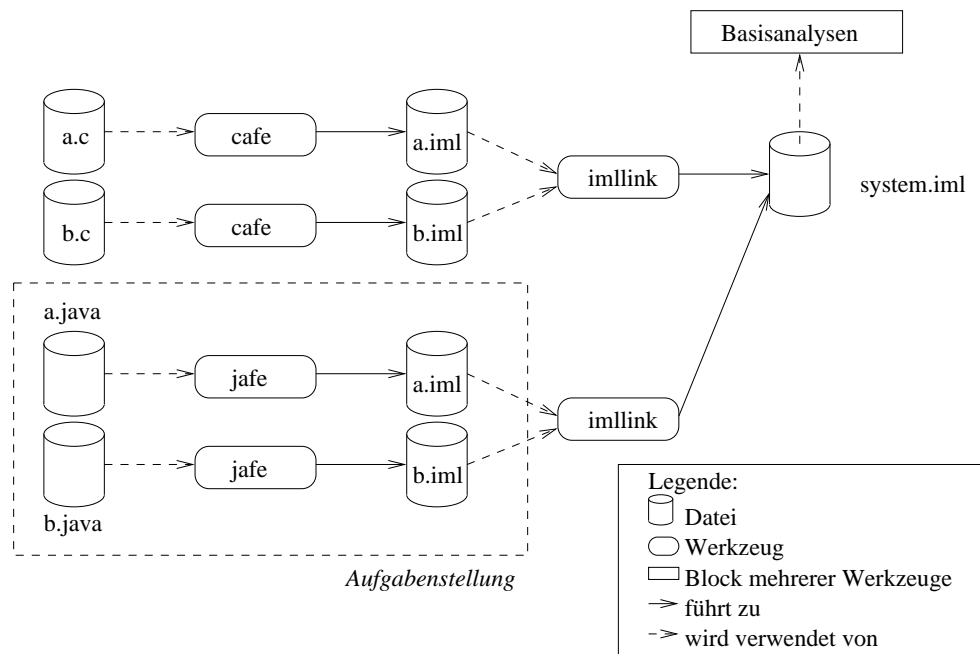 Basisanalysen
a.c
cafe
a.iml
imllink
system.iml
b.c
cafe
b.iml
a.java
jafe
a.iml
imllink
jafe
b.iml
b.java
Aufgabenstellung
Legende:
Datei
Werkzeug
Block mehrerer Werkzeuge
führt zu
wird verwendet von